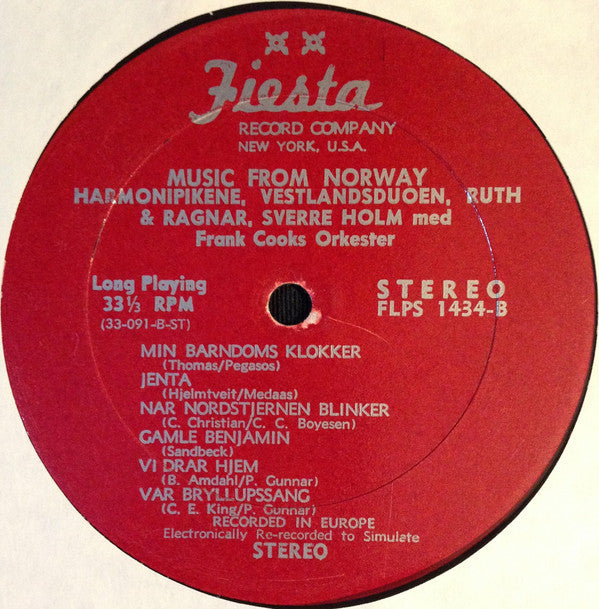 Fiesta
RECORD COMPANY
NEW YORK, U.S.A.
MUSIC FROM NORWAY
HARMONIPIKENE, VESTLANDSDUOEN, RUTH
& RAGNAR, SVERRE HOLM med
Frank Cooks Orkester
Long Playing
33 1/3 RPM
(33-091-B-ST)
STEREO
FLPS 1434-B
MIN BARNDOMS KLOKKER
(Thomas/Pegasos)
JENTA
(Hjelmtveit/Medaas)
NAR NORDSTJERNEN BLINKER
(C. Christian/C. C. Boyesen)
GAMLE BENJAMIN
(Sandbeck)
VI DRAR HJEM
(B. Amdahl/P. Gunnar)
VAR BRYLLUPSSANG
(C. E. King/P. Gunnar)
RECORDED IN EUROPE
Electronically Re-recorded to Simulate
STEREO